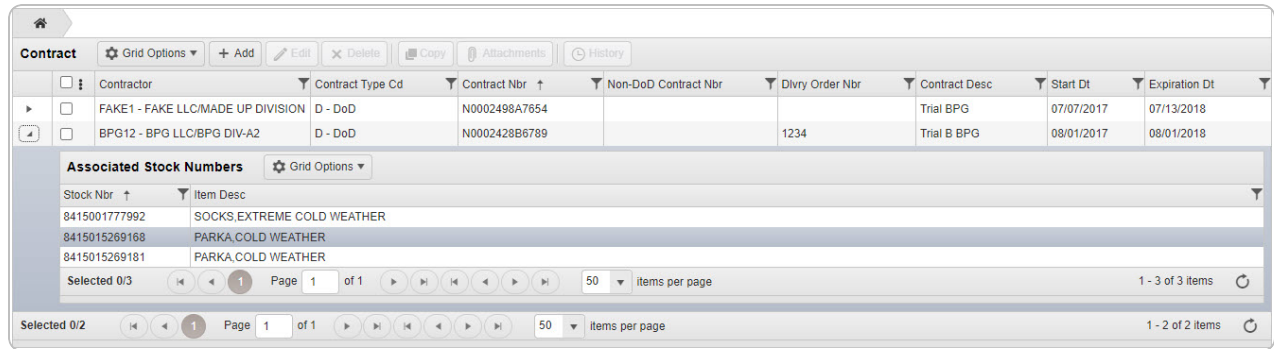 Contract Grid Options + Add Edit Delete Copy Attachments History
Contractor Contract Type Cd Contract Nbr ↑ Non-DoD Contract Nbr Dlvry Order Nbr Contract Desc Start Dt Expiration Dt
FAKE1 - FAKE LLC/MADE UP DIVISION D - DoD N0002498A7654 Trial BPG 07/07/2017 07/13/2018
BPG12 - BPG LLC/BPG DIV-A2 D - DoD N0002428B6789 1234 Trial B BPG 08/01/2017 08/01/2018
Associated Stock Numbers Grid Options
Stock Nbr ↑ Item Desc
8415001777992 SOCKS,EXTREME COLD WEATHER
8415015269168 PARKA,COLD WEATHER
8415015269181 PARKA,COLD WEATHER
Selected 0/3 1 Page 1 of 1 50 items per page 1 - 3 of 3 items
Selected 0/2 1 Page 1 of 1 50 items per page 1 - 2 of 2 items